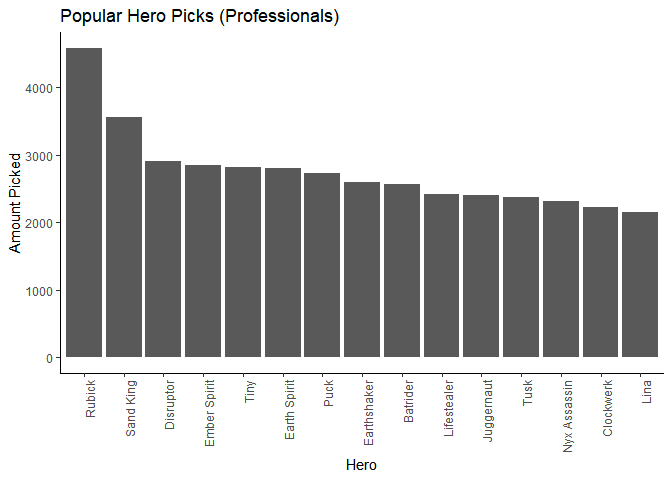 Popular Hero Picks (Professionals)
Amount Picked
4000
3000
2000
1000
0
Rubick
Sand King
Disruptor
Ember Spirit
Tiny
Earth Spirit
Puck
Earthshaker
Batrider
Lifestealer
Juggernaut
Tusk
Nyx Assassin
Clockwerk
Lina
Hero